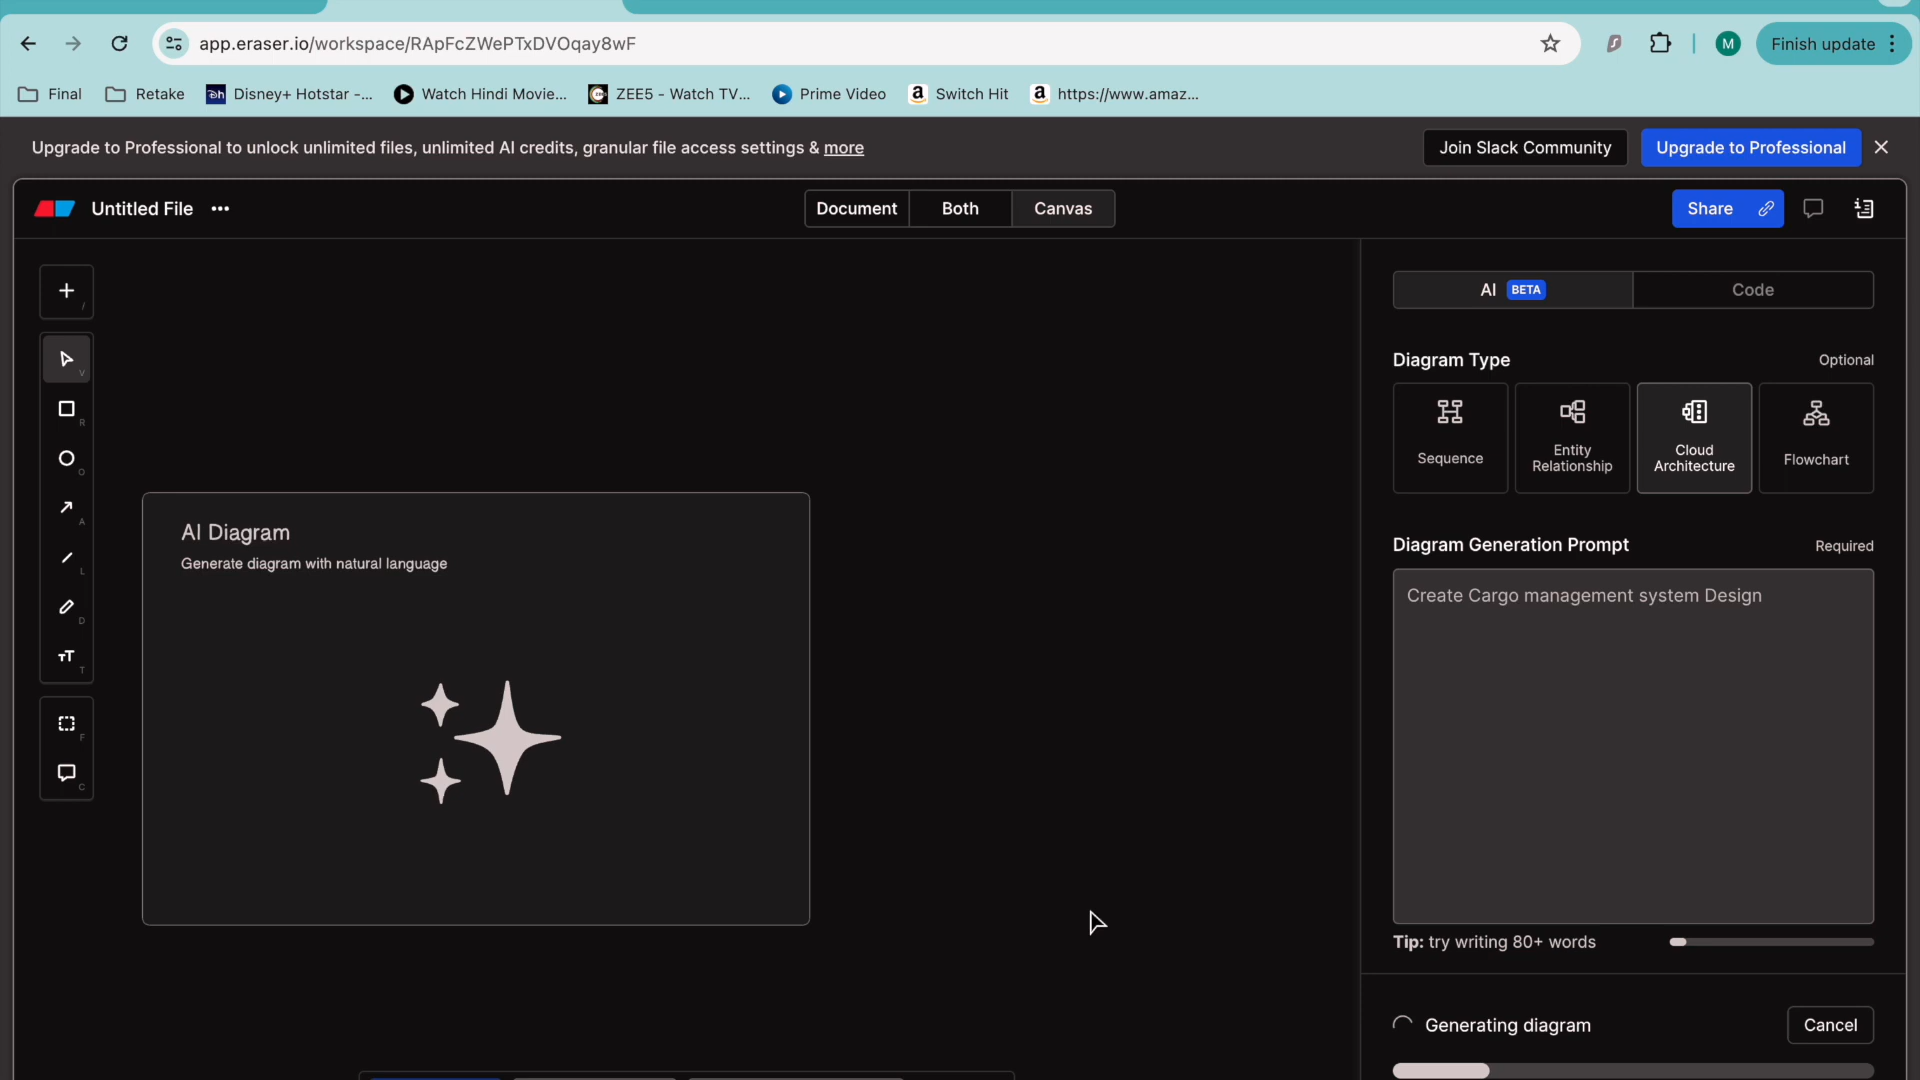 app.eraser.io/workspace/RApFcZWePTxDVOqay8wF
M
Finish update
Final
Retake
Disney+ Hotstar -...
Watch Hindi Movie...
ZEE5 - Watch TV...
Prime Video
Switch Hit
https://www.amaz...
Upgrade to Professional to unlock unlimited files, unlimited AI credits, granular file access settings & more
Join Slack Community
Upgrade to Professional
Untitled File
Document
Both
Canvas
Share
/
V
R
O
A
L
D
T
F
C
AI Diagram
Generate diagram with natural language
AI BETA
Code
Diagram Type
Optional
Sequence
Entity
Relationship
Cloud
Architecture
Flowchart
Diagram Generation Prompt
Required
Create Cargo management system Design
Tip: try writing 80+ words
Generating diagram
Cancel